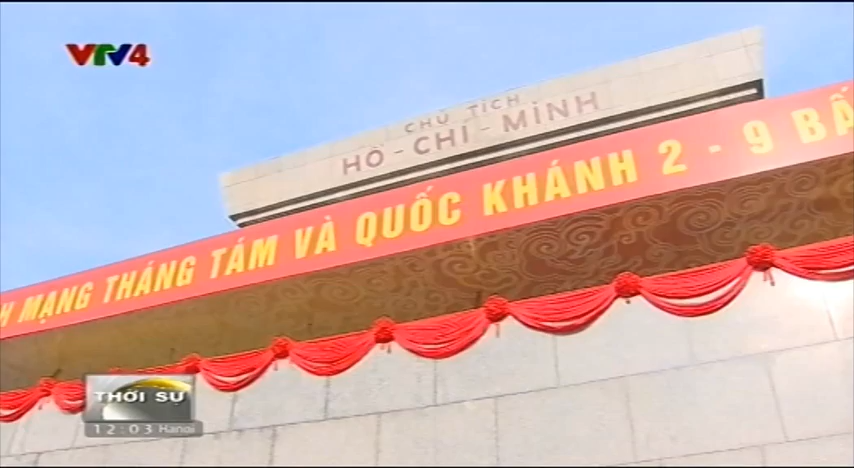 VTV4
CHỦ TỊCH
HỒ-CHÍ-MINH
H MẠNG THÁNG TÁM VÀ QUỐC KHÁNH 2 - 9 BẤ
THỜI SỰ
12:03 Hanoi